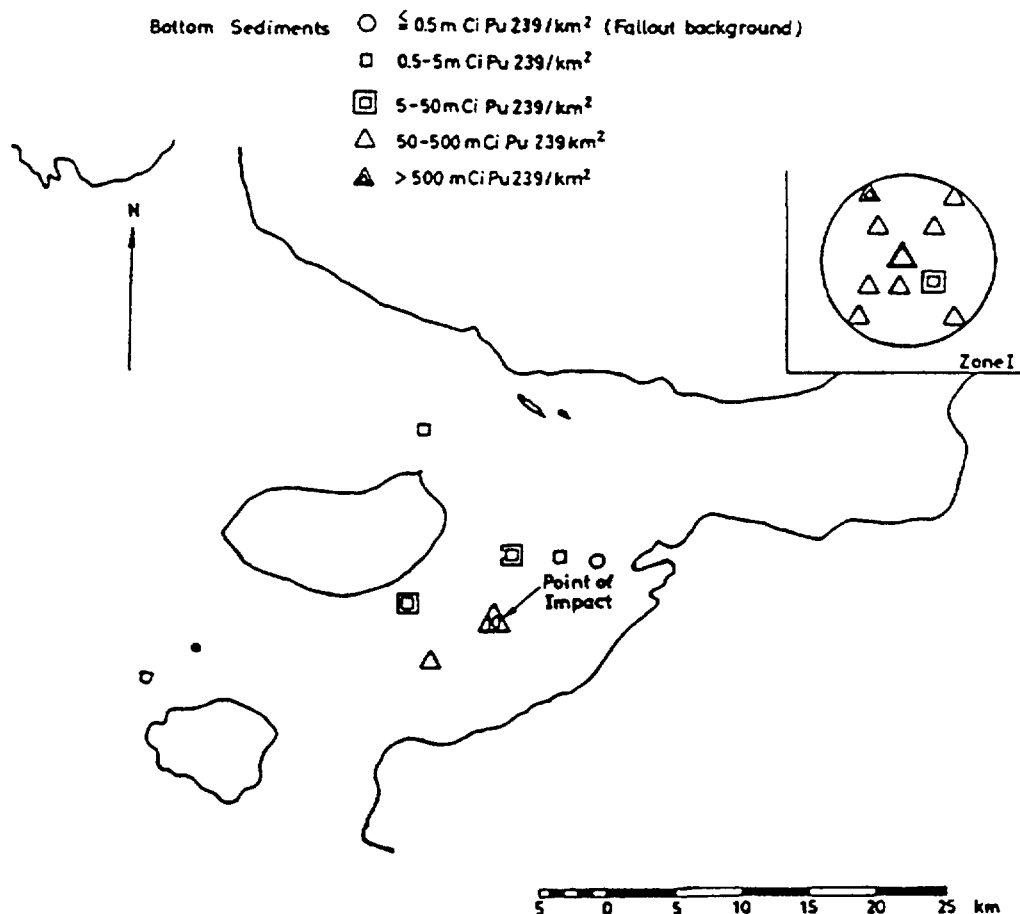 Bottom Sediments ≦ 0.5 m Ci Pu 239/km² (Fallout background)
0.5-5 m Ci Pu 239/km²
5-50 m Ci Pu 239/km²
50-500 m Ci Pu 239km²
> 500 m Ci Pu 239/km²
N
Zone I
Point of
Impact
5 0 5 10 15 20 25 km